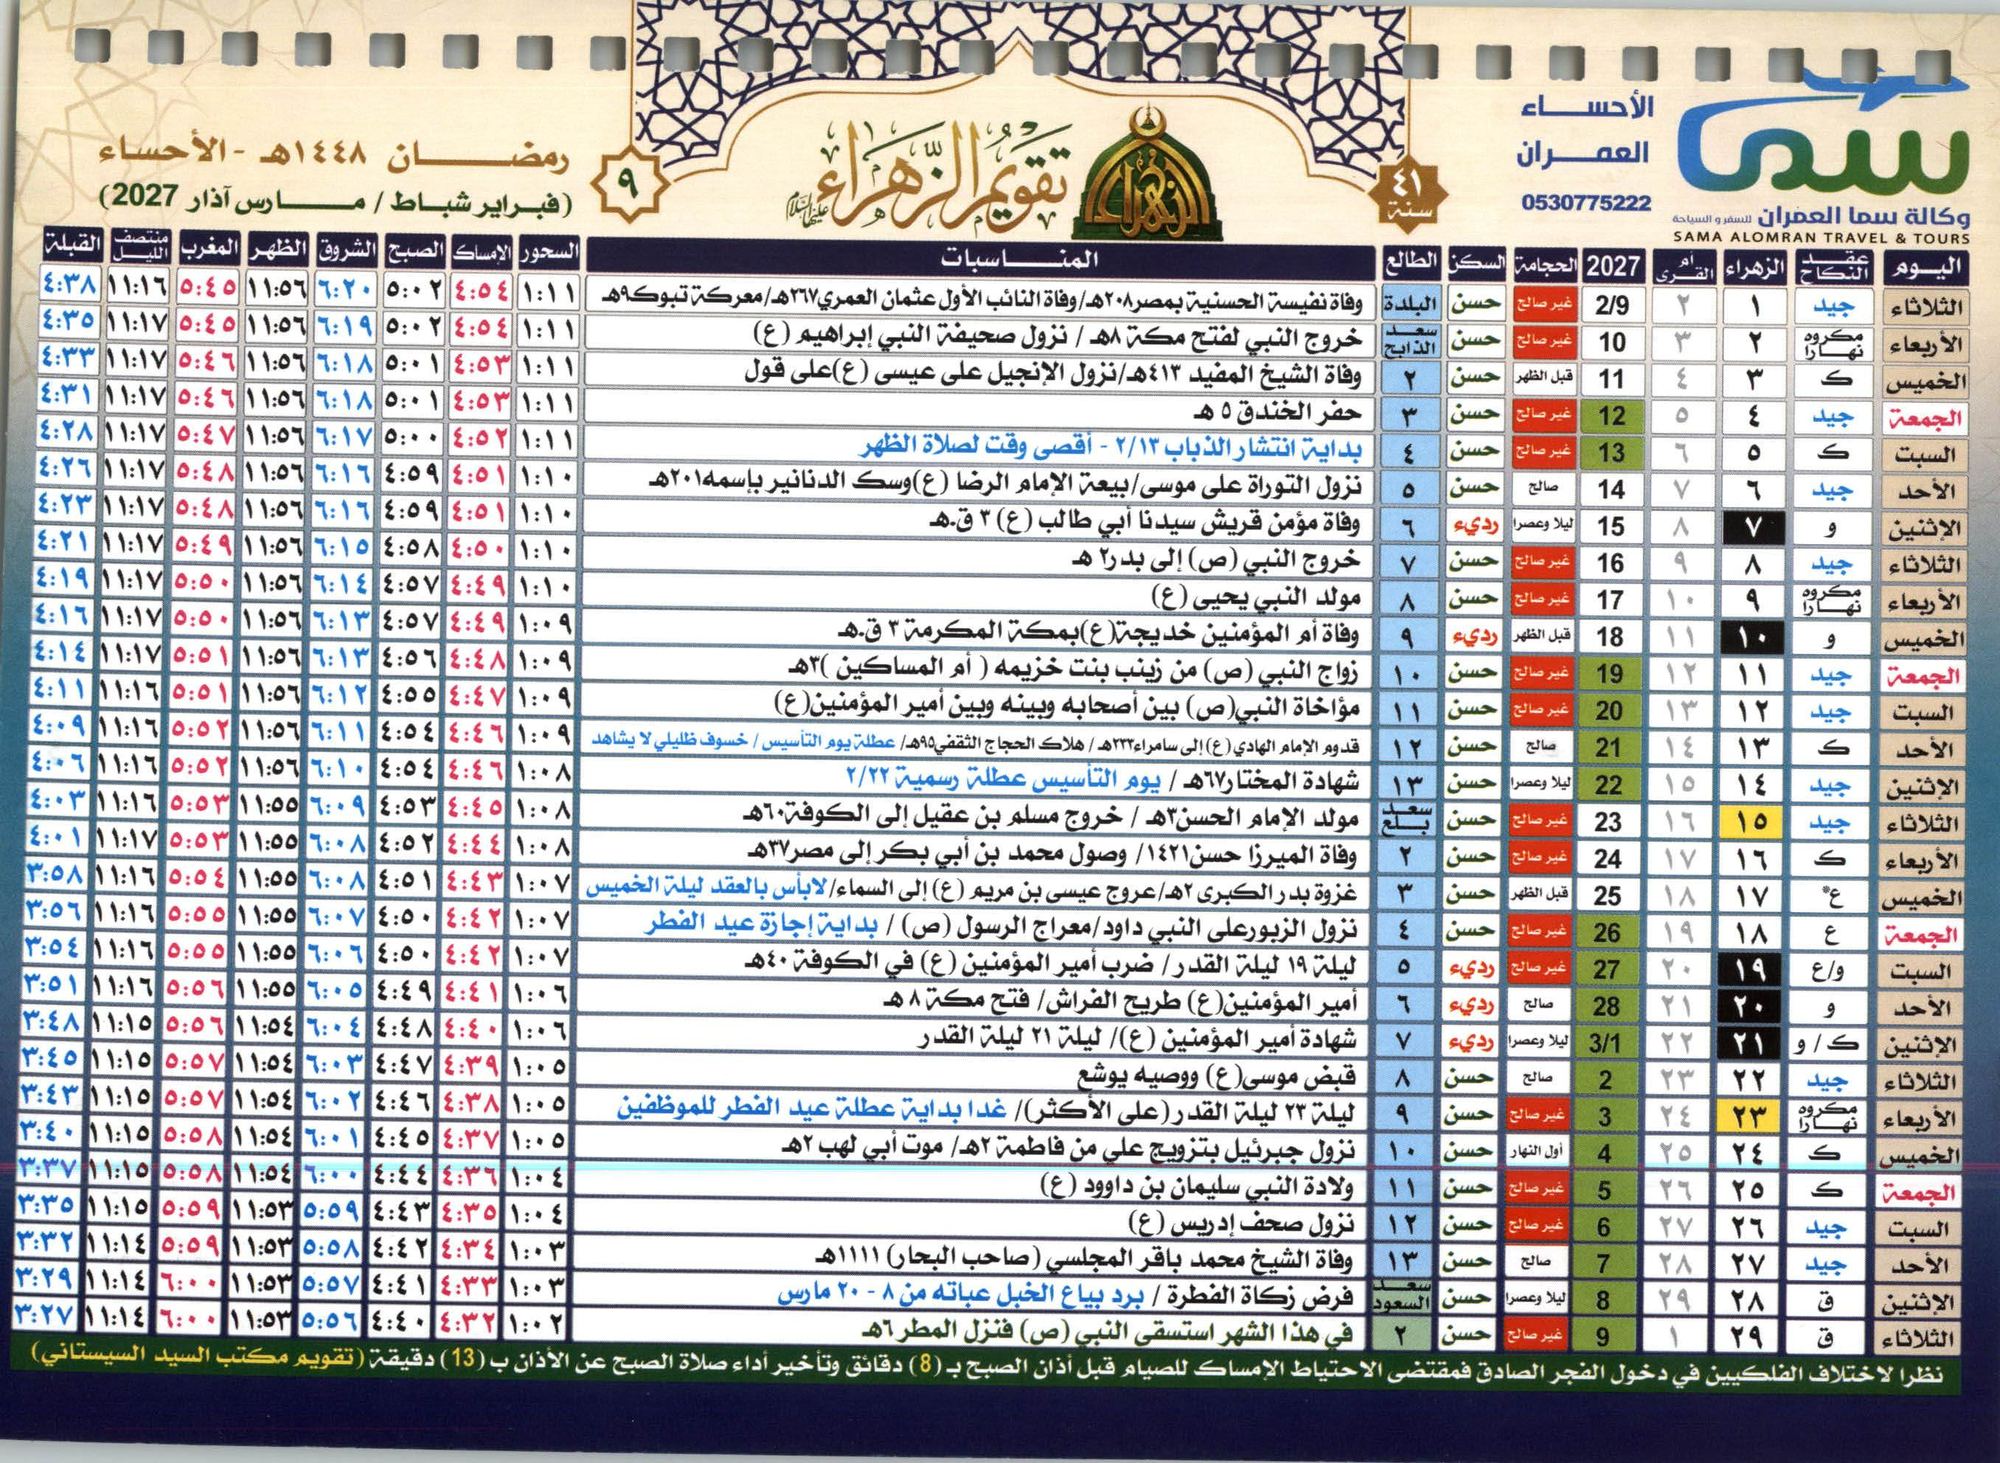 الأحساء
العمران
0530775222
سما
وكالة سما العمران للسفر والسياحة
SAMA ALOMRAN TRAVEL & TOURS
٤١ سنة
الزهراء
تقويم الزهراء عليها السلام
٩
رمضان ١٤٤٨هـ - الأحساء
(فبراير شباط / مارس آذار 2027)
اليوم | عقد النكاح | الزهراء | ام القرى | 2027 | الحجامة | السكن | الطالع | المناسبات | السحور | الإمساك | الصبح | الشروق | الظهر | المغرب | منتصف الليل | القبلة
الثلاثاء | جيد | ١ | ٢ | 2/9 | غير صالح | حسن | البلدة | وفاة نفيسة الحسنية بمصر٢٠٨هـ/وفاة النائب الأول عثمان العمري٢٦٧هـ/معركة تبوك٩هـ | ١:١١ | ٤:٥٤ | ٥:٠٢ | ٦:٢٠ | ١١:٥٦ | ٥:٤٥ | ١١:١٦ | ٤:٣٨
الأربعاء | مكروه نهارا | ٢ | ٣ | 10 | غير صالح | حسن | سعد الذابح | خروج النبي لفتح مكة ٨هـ / نزول صحيفة النبي إبراهيم (ع) | ١:١١ | ٤:٥٤ | ٥:٠٢ | ٦:١٩ | ١١:٥٦ | ٥:٤٥ | ١١:١٧ | ٤:٣٥
الخميس | ك | ٣ | ٤ | 11 | قبل الظهر | حسن | ٢ | وفاة الشيخ المفيد ٤١٣هـ/نزول الإنجيل على عيسى (ع)على قول | ١:١١ | ٤:٥٣ | ٥:٠١ | ٦:١٨ | ١١:٥٦ | ٥:٤٦ | ١١:١٧ | ٤:٣٣
الجمعة | جيد | ٤ | ٥ | 12 | غير صالح | حسن | ٣ | حفر الخندق ٥ هـ | ١:١١ | ٤:٥٣ | ٥:٠١ | ٦:١٨ | ١١:٥٦ | ٥:٤٦ | ١١:١٧ | ٤:٣١
السبت | ك | ٥ | ٦ | 13 | غير صالح | حسن | ٤ | بداية انتشار الذباب ٢/١٣ - أقصى وقت لصلاة الظهر | ١:١١ | ٤:٥٢ | ٥:٠٠ | ٦:١٧ | ١١:٥٦ | ٥:٤٧ | ١١:١٧ | ٤:٢٨
الأحد | جيد | ٦ | ٧ | 14 | صالح | حسن | ٥ | نزول التوراة على موسى/بيعة الإمام الرضا (ع)وسك الدنانير بإسمه٢٠١هـ | ١:١٠ | ٤:٥١ | ٤:٥٩ | ٦:١٦ | ١١:٥٦ | ٥:٤٨ | ١١:١٧ | ٤:٢٦
الإثنين | و | ٧ | ٨ | 15 | ليلا وعصرا | رديء | ٦ | وفاة مؤمن قريش سيدنا أبي طالب (ع) ٣ ق.هـ | ١:١٠ | ٤:٥١ | ٤:٥٩ | ٦:١٦ | ١١:٥٦ | ٥:٤٨ | ١١:١٧ | ٤:٢٣
الثلاثاء | جيد | ٨ | ٩ | 16 | غير صالح | حسن | ٧ | خروج النبي (ص) إلى بدر٢ هـ | ١:١٠ | ٤:٥٠ | ٤:٥٨ | ٦:١٥ | ١١:٥٦ | ٥:٤٩ | ١١:١٧ | ٤:٢١
الأربعاء | مكروه نهارا | ٩ | ١٠ | 17 | غير صالح | حسن | ٨ | مولد النبي يحيى (ع) | ١:١٠ | ٤:٤٩ | ٤:٥٧ | ٦:١٤ | ١١:٥٦ | ٥:٥٠ | ١١:١٧ | ٤:١٩
الخميس | و | ١٠ | ١١ | 18 | قبل الظهر | رديء | ٩ | وفاة أم المؤمنين خديجة(ع)بمكة المكرمة ٣ ق.هـ | ١:٠٩ | ٤:٤٩ | ٤:٥٧ | ٦:١٣ | ١١:٥٦ | ٥:٥٠ | ١١:١٧ | ٤:١٦
الجمعة | جيد | ١١ | ١٢ | 19 | غير صالح | حسن | ١٠ | زواج النبي (ص) من زينب بنت خزيمه ( أم المساكين )٣هـ | ١:٠٩ | ٤:٤٨ | ٤:٥٦ | ٦:١٣ | ١١:٥٦ | ٥:٥١ | ١١:١٧ | ٤:١٤
السبت | جيد | ١٢ | ١٣ | 20 | غير صالح | حسن | ١١ | مؤاخاة النبي(ص) بين أصحابه وبينه وبين أمير المؤمنين(ع) | ١:٠٩ | ٤:٤٧ | ٤:٥٥ | ٦:١٢ | ١١:٥٦ | ٥:٥١ | ١١:١٦ | ٤:١١
الأحد | ك | ١٣ | ١٤ | 21 | صالح | حسن | ١٢ | قدوم الإمام الهادي (ع) إلى سامراء٢٣٣هـ / هلاك الحجاج الثقفي٩٥هـ/ عطلة يوم التأسيس / خسوف ظليلي لا يشاهد | ١:٠٩ | ٤:٤٦ | ٤:٥٤ | ٦:١١ | ١١:٥٦ | ٥:٥٢ | ١١:١٦ | ٤:٠٩
الإثنين | جيد | ١٤ | ١٥ | 22 | ليلا وعصرا | حسن | ١٣ | شهادة المختار٦٧هـ / يوم التأسيس عطلة رسمية ٢/٢٢ | ١:٠٨ | ٤:٤٦ | ٤:٥٤ | ٦:١٠ | ١١:٥٦ | ٥:٥٢ | ١١:١٦ | ٤:٠٦
الثلاثاء | جيد | ١٥ | ١٦ | 23 | غير صالح | حسن | سعد بلع | مولد الإمام الحسن٣هـ / خروج مسلم بن عقيل إلى الكوفة٦٠هـ | ١:٠٨ | ٤:٤٥ | ٤:٥٣ | ٦:٠٩ | ١١:٥٥ | ٥:٥٣ | ١١:١٦ | ٤:٠٣
الأربعاء | ك | ١٦ | ١٧ | 24 | غير صالح | حسن | ٢ | وفاة الميرزا حسن١٤٢١/ وصول محمد بن أبي بكر إلى مصر٣٧هـ | ١:٠٨ | ٤:٤٤ | ٤:٥٢ | ٦:٠٨ | ١١:٥٥ | ٥:٥٣ | ١١:١٧ | ٤:٠١
الخميس | ع* | ١٧ | ١٨ | 25 | قبل الظهر | حسن | ٣ | غزوة بدر الكبرى ٢هـ/عروج عيسى بن مريم (ع) إلى السماء/لابأس بالعقد ليلة الخميس | ١:٠٧ | ٤:٤٣ | ٤:٥١ | ٦:٠٨ | ١١:٥٥ | ٥:٥٤ | ١١:١٦ | ٣:٥٨
الجمعة | ع | ١٨ | ١٩ | 26 | غير صالح | حسن | ٤ | نزول الزبور على النبي داود/معراج الرسول (ص) / بداية إجازة عيد الفطر | ١:٠٧ | ٤:٤٢ | ٤:٥٠ | ٦:٠٧ | ١١:٥٥ | ٥:٥٥ | ١١:١٦ | ٣:٥٦
السبت | و/ع | ١٩ | ٢٠ | 27 | غير صالح | رديء | ٥ | ليلة ١٩ ليلة القدر/ ضرب أمير المؤمنين (ع) في الكوفة ٤٠هـ | ١:٠٧ | ٤:٤٢ | ٤:٥٠ | ٦:٠٦ | ١١:٥٥ | ٥:٥٥ | ١١:١٦ | ٣:٥٤
الأحد | و | ٢٠ | ٢١ | 28 | صالح | رديء | ٦ | أمير المؤمنين(ع) طريح الفراش/ فتح مكة ٨ هـ | ١:٠٦ | ٤:٤١ | ٤:٤٩ | ٦:٠٥ | ١١:٥٥ | ٥:٥٦ | ١١:١٦ | ٣:٥١
الإثنين | ك / و | ٢١ | ٢٢ | 3/1 | ليلا وعصرا | رديء | ٧ | شهادة أمير المؤمنين (ع)/ ليلة ٢١ ليلة القدر | ١:٠٦ | ٤:٤٠ | ٤:٤٨ | ٦:٠٤ | ١١:٥٤ | ٥:٥٦ | ١١:١٥ | ٣:٤٨
الثلاثاء | جيد | ٢٢ | ٢٣ | 2 | صالح | حسن | ٨ | قبض موسى(ع) ووصيه يوشع | ١:٠٥ | ٤:٣٩ | ٤:٤٧ | ٦:٠٣ | ١١:٥٤ | ٥:٥٧ | ١١:١٥ | ٣:٤٥
الأربعاء | مكروه نهارا | ٢٣ | ٢٤ | 3 | غير صالح | حسن | ٩ | ليلة ٢٣ ليلة القدر(على الأكثر)/ غدا بداية عطلة عيد الفطر للموظفين | ١:٠٥ | ٤:٣٨ | ٤:٤٦ | ٦:٠٢ | ١١:٥٤ | ٥:٥٧ | ١١:١٥ | ٣:٤٣
الخميس | ك | ٢٤ | ٢٥ | 4 | أول النهار | حسن | ١٠ | نزول جبرئيل بتزويج علي من فاطمة ٢هـ/ موت أبي لهب ٢هـ | ١:٠٥ | ٤:٣٧ | ٤:٤٥ | ٦:٠١ | ١١:٥٤ | ٥:٥٨ | ١١:١٥ | ٣:٤٠
الجمعة | ك | ٢٥ | ٢٦ | 5 | غير صالح | حسن | ١١ | ولادة النبي سليمان بن داوود (ع) | ١:٠٤ | ٤:٣٦ | ٤:٤٤ | ٦:٠٠ | ١١:٥٤ | ٥:٥٨ | ١١:١٥ | ٣:٣٧
السبت | جيد | ٢٦ | ٢٧ | 6 | غير صالح | حسن | ١٢ | نزول صحف إدريس (ع) | ١:٠٤ | ٤:٣٥ | ٤:٤٣ | ٥:٥٩ | ١١:٥٣ | ٥:٥٩ | ١١:١٥ | ٣:٣٥
الأحد | جيد | ٢٧ | ٢٨ | 7 | صالح | حسن | ١٣ | وفاة الشيخ محمد باقر المجلسي (صاحب البحار) ١١١١هـ | ١:٠٣ | ٤:٣٤ | ٤:٤٢ | ٥:٥٨ | ١١:٥٣ | ٥:٥٩ | ١١:١٤ | ٣:٣٢
الإثنين | ق | ٢٨ | ٢٩ | 8 | ليلا وعصرا | حسن | سعد السعود | فرض زكاة الفطرة / برد بياع الخبل عباته من ٨ - ٢٠ مارس | ١:٠٣ | ٤:٣٣ | ٤:٤١ | ٥:٥٧ | ١١:٥٣ | ٦:٠٠ | ١١:١٤ | ٣:٢٩
الثلاثاء | ق | ٢٩ | ١ | 9 | غير صالح | حسن | ٢ | في هذا الشهر استسقى النبي (ص) فنزل المطر ٦هـ | ١:٠٢ | ٤:٣٢ | ٤:٤٠ | ٥:٥٦ | ١١:٥٣ | ٦:٠٠ | ١١:١٤ | ٣:٢٧
نظرا لاختلاف الفلكيين في دخول الفجر الصادق فمقتضى الاحتياط الإمساك للصيام قبل أذان الصبح بـ (8) دقائق وتأخير أداء صلاة الصبح عن الأذان ب (13) دقيقة (تقويم مكتب السيد السيستاني)